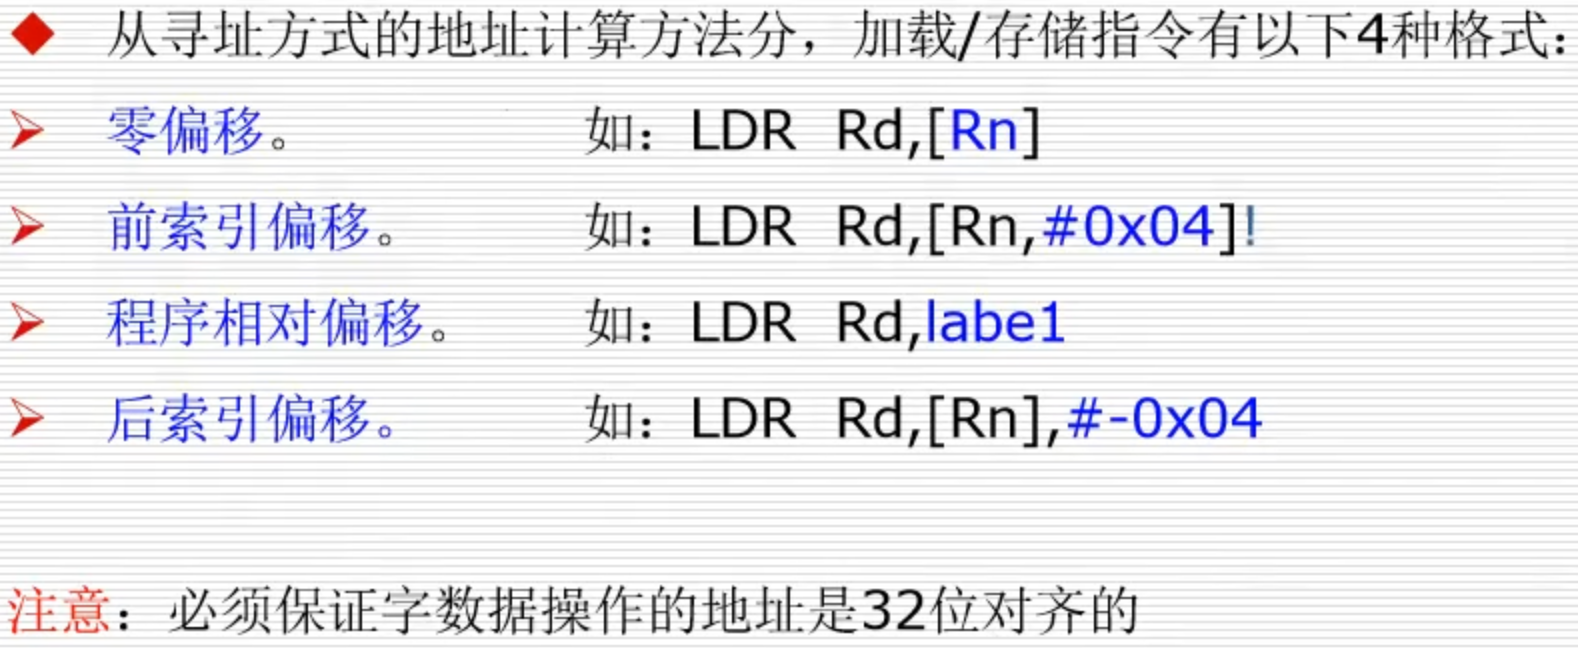 从寻址方式的地址计算方法分，加载/存储指令有以下4种格式：
零偏移。 如：LDR Rd,[Rn]
前索引偏移。 如：LDR Rd,[Rn,#0x04]!
程序相对偏移。 如：LDR Rd,labe1
后索引偏移。 如：LDR Rd,[Rn],#-0x04
注意：必须保证字数据操作的地址是32位对齐的